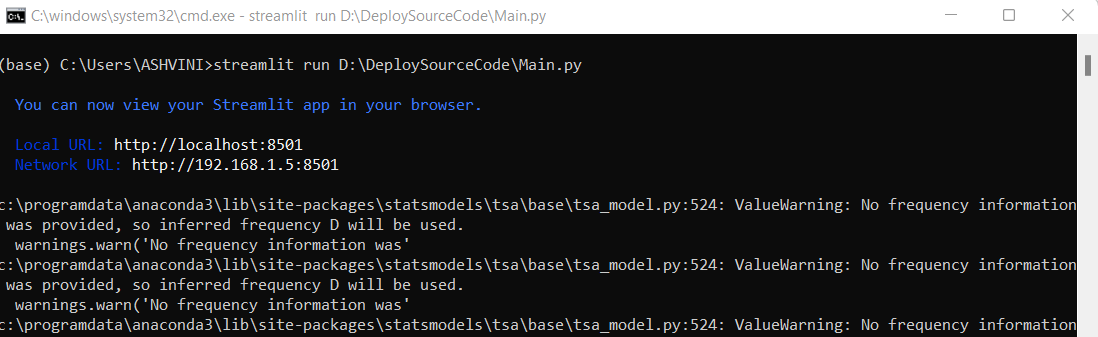 C:\windows\system32\cmd.exe - streamlit run D:\DeploySourceCode\Main.py
(base) C:\Users\ASHVINI>streamlit run D:\DeploySourceCode\Main.py
You can now view your Streamlit app in your browser.
Local URL: http://localhost:8501
Network URL: http://192.168.1.5:8501
c:\programdata\anaconda3\lib\site-packages\statsmodels\tsa\base\tsa_model.py:524: ValueWarning: No frequency information
was provided, so inferred frequency D will be used.
warnings.warn('No frequency information was'
c:\programdata\anaconda3\lib\site-packages\statsmodels\tsa\base\tsa_model.py:524: ValueWarning: No frequency information
was provided, so inferred frequency D will be used.
warnings.warn('No frequency information was'
c:\programdata\anaconda3\lib\site-packages\statsmodels\tsa\base\tsa_model.py:524: ValueWarning: No frequency information